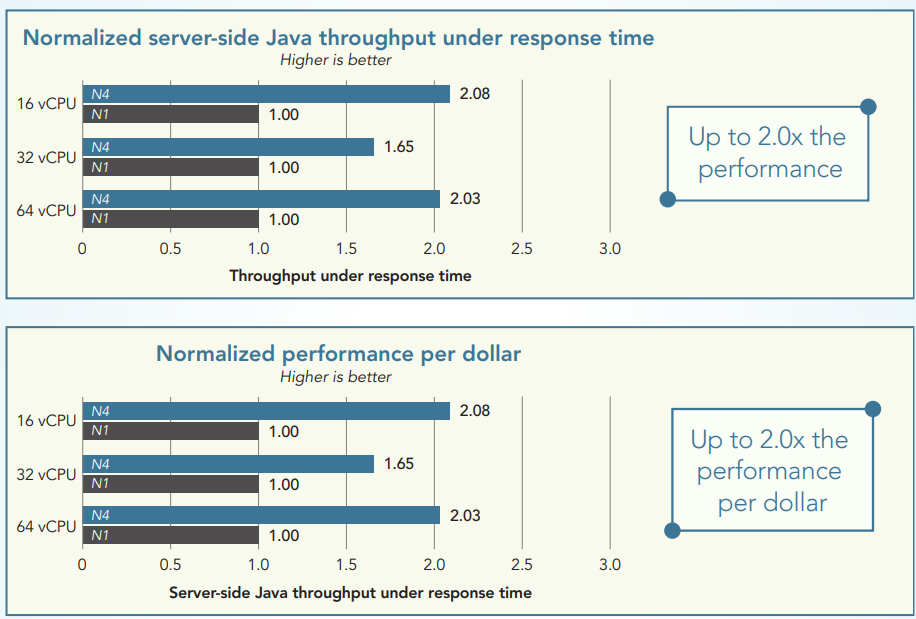 Normalized server-side Java throughput under response time
Higher is better
16 vCPU
N4
2.08
N1
1.00
32 vCPU
N4
1.65
N1
1.00
64 vCPU
N4
2.03
N1
1.00
0 0.5 1.0 1.5 2.0 2.5 3.0
Throughput under response time
Up to 2.0x the
performance
Normalized performance per dollar
Higher is better
16 vCPU
N4
2.08
N1
1.00
32 vCPU
N4
1.65
N1
1.00
64 vCPU
N4
2.03
N1
1.00
0 0.5 1.0 1.5 2.0 2.5 3.0
Server-side Java throughput under response time
Up to 2.0x the
performance
per dollar